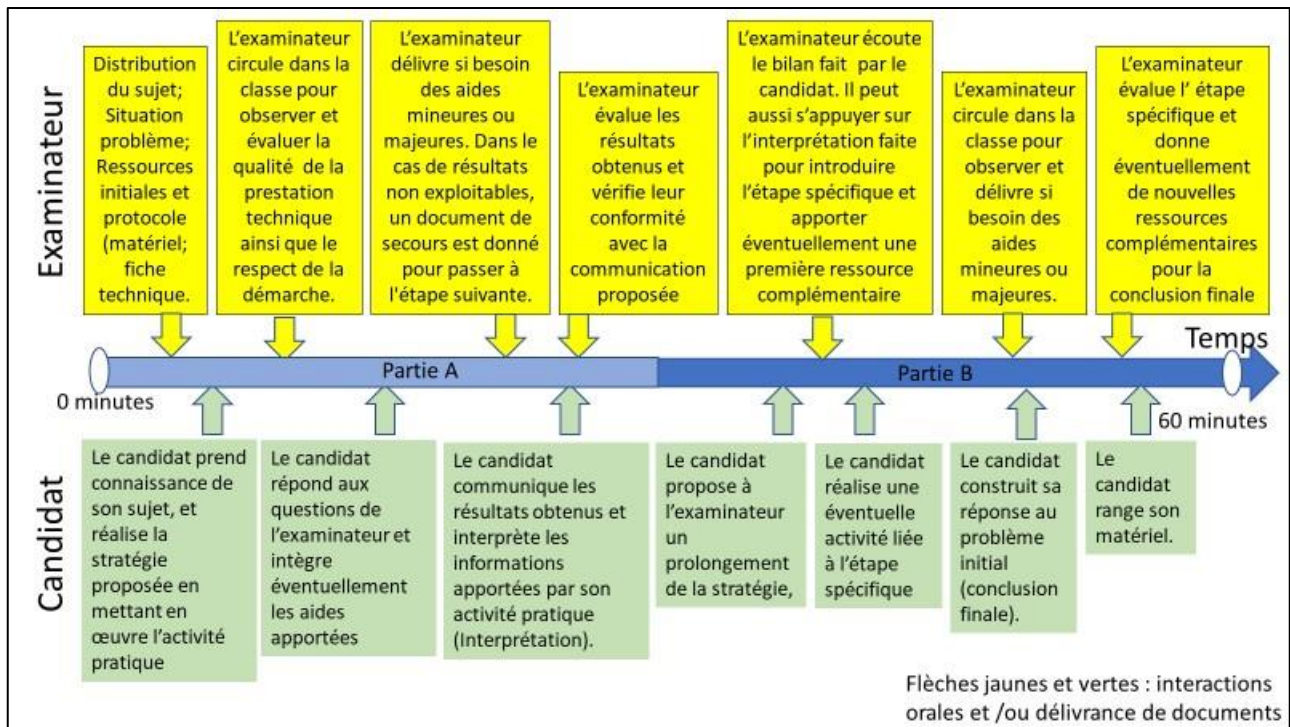 Examinateur
Distribution
du sujet;
Situation
problème;
Ressources
initiales et
protocole
(matériel;
fiche
technique.
L’examinateur
circule dans la
classe pour
observer et
évaluer la
qualité de la
prestation
technique
ainsi que le
respect de la
démarche.
L’examinateur
délivre si besoin
des aides
mineures ou
majeures. Dans le
cas de résultats
non exploitables,
un document de
secours est donné
pour passer à
l'étape suivante.
L’examinateur
évalue les
résultats
obtenus et
vérifie leur
conformité
avec la
communication
proposée
L’examinateur écoute
le bilan fait par le
candidat. Il peut
aussi s’appuyer sur
l’interprétation faite
pour introduire
l’étape spécifique et
apporter
éventuellement une
première ressource
complémentaire
L’examinateur
circule dans la
classe pour
observer et
délivre si
besoin des
aides
mineures ou
majeures.
L’examinateur
évalue l’ étape
spécifique et
donne
éventuellement
de nouvelles
ressources
complémentaires
pour la
conclusion finale
Temps
Partie A
Partie B
0 minutes
60 minutes
Candidat
Le candidat prend
connaissance de
son sujet, et
réalise la
stratégie
proposée en
mettant en
œuvre l’activité
pratique
Le candidat
répond aux
questions de
l’examinateur et
intègre
éventuellement
les aides
apportées
Le candidat
communique les
résultats obtenus et
interprète les
informations
apportées par son
activité pratique
(Interprétation).
Le candidat
propose à
l’examinateur
un
prolongement
de la stratégie,
Le candidat
réalise une
éventuelle
activité liée
à l’étape
spécifique
Le candidat
construit sa
réponse au
problème
initial
(conclusion
finale).
Le
candidat
range son
matériel.
Flèches jaunes et vertes : interactions
orales et /ou délivrance de documents